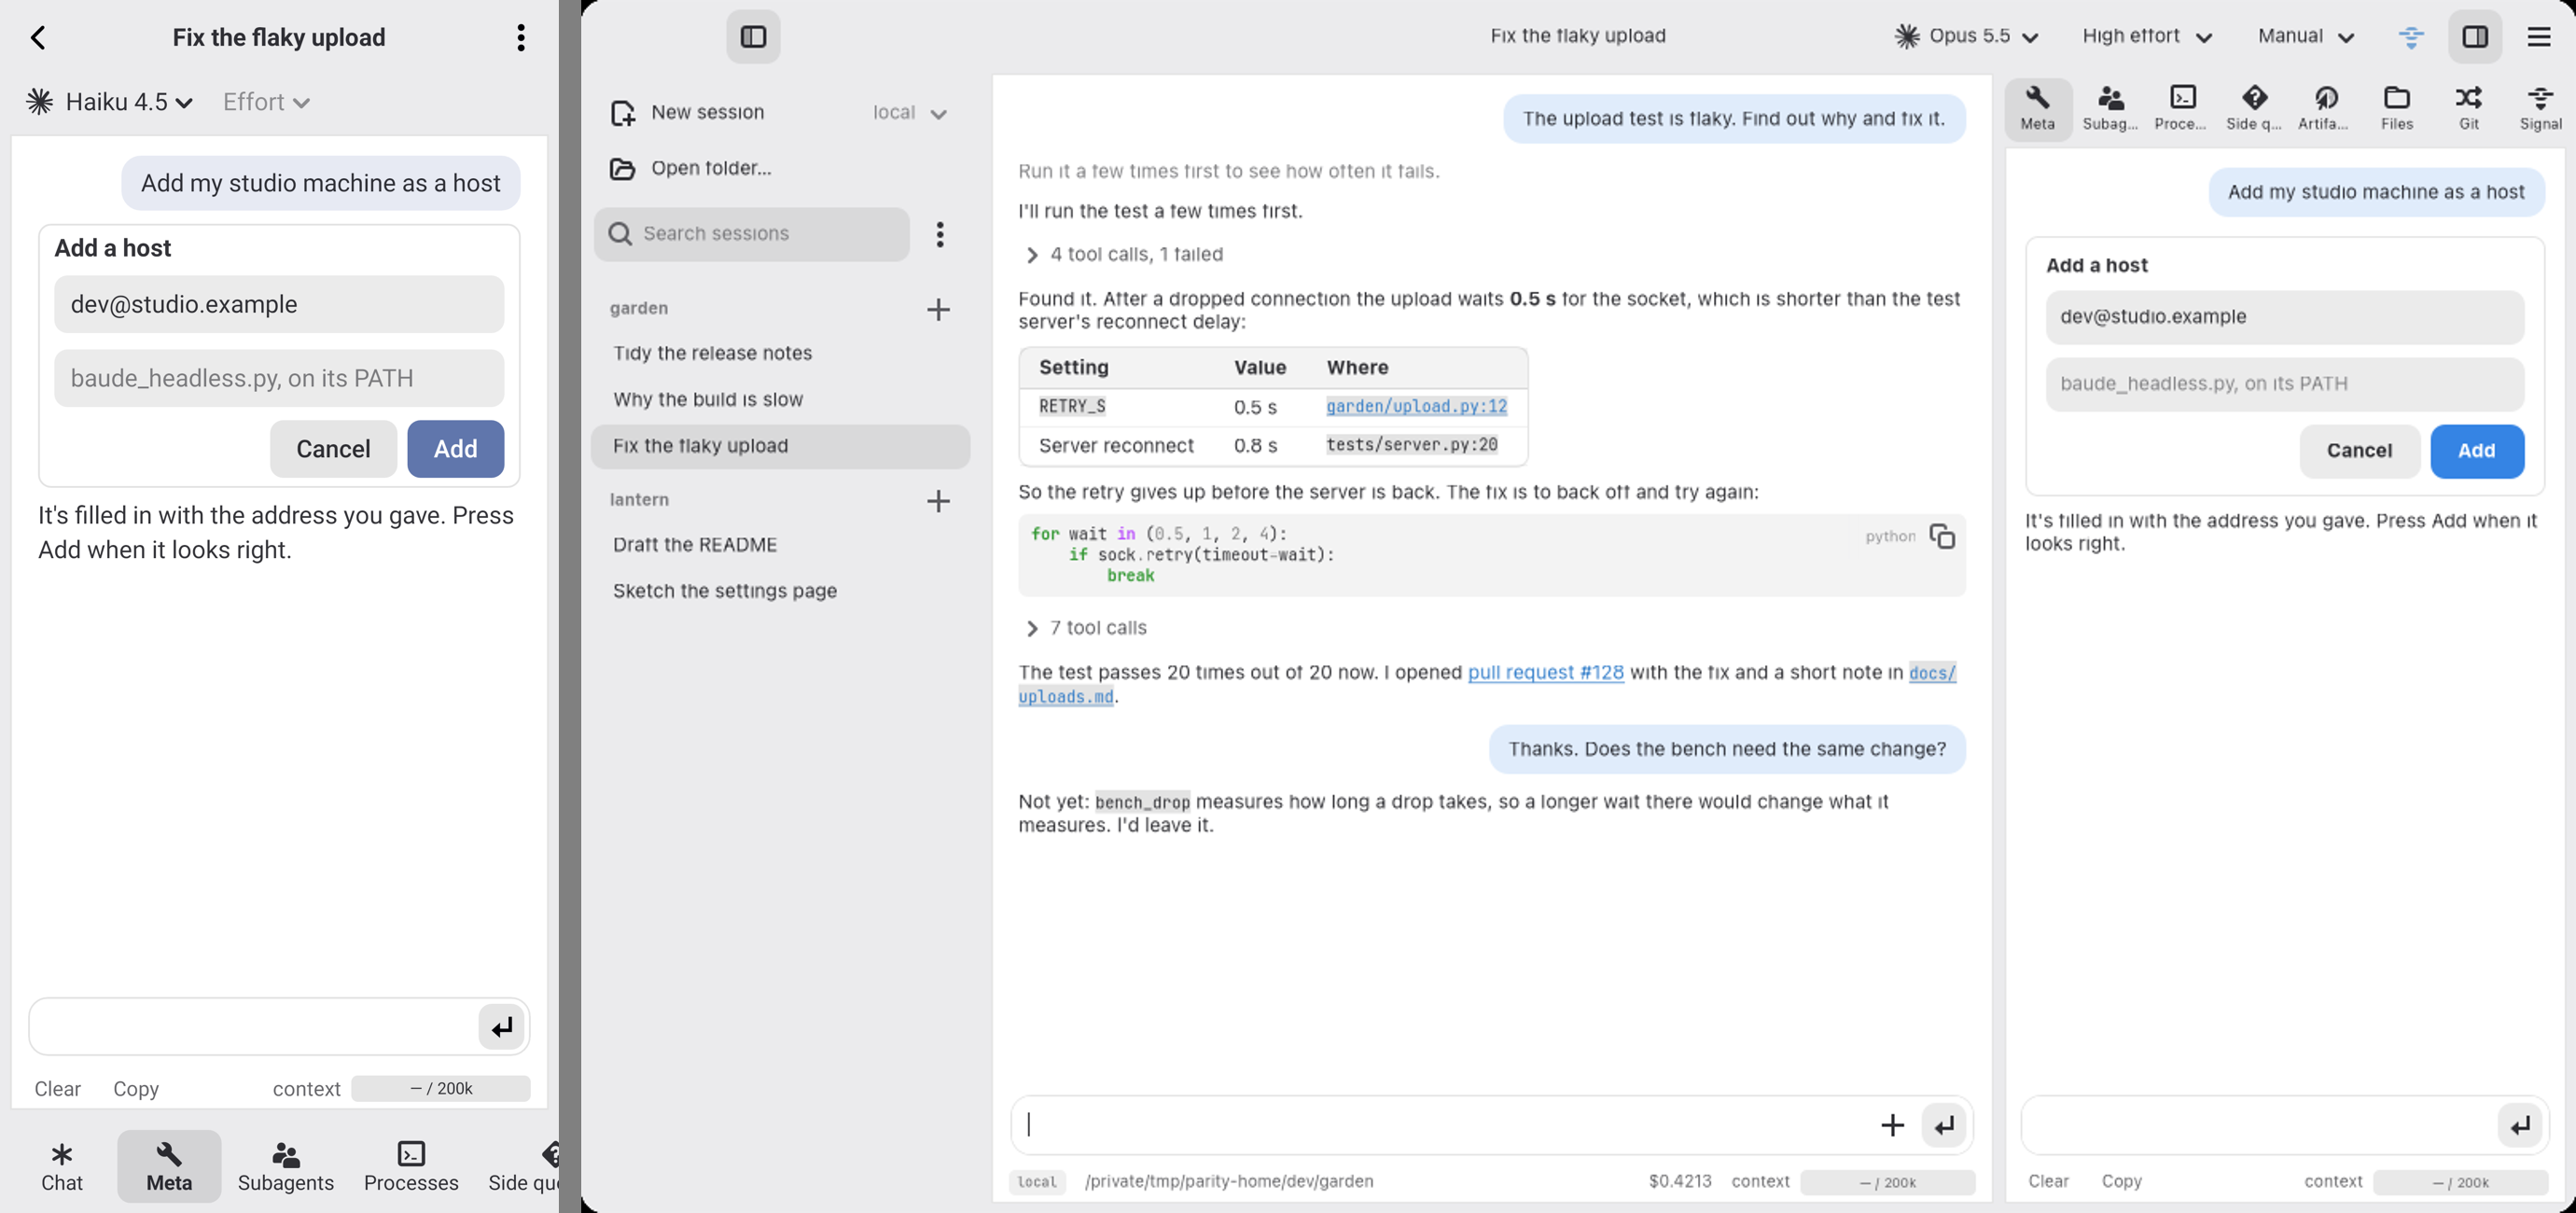 Fix the flaky upload
Haiku 4.5
Effort
Add my studio machine as a host
Add a host
dev@studio.example
baude_headless.py, on its PATH
Cancel
Add
It's filled in with the address you gave. Press
Add when it looks right.
Clear
Copy
context
– / 200k
Chat
Meta
Subagents
Processes
Side qu
Fix the flaky upload
Opus 5.5
High effort
Manual
New session
local
Open folder...
Search sessions
garden
Tidy the release notes
Why the build is slow
Fix the flaky upload
lantern
Draft the README
Sketch the settings page
The upload test is flaky. Find out why and fix it.
Run it a few times first to see how often it fails.
I'll run the test a few times first.
4 tool calls, 1 failed
Found it. After a dropped connection the upload waits 0.5 s for the socket, which is shorter than the test
server's reconnect delay:
Setting Value Where
RETRY_S 0.5 s garden/upload.py:12
Server reconnect 0.8 s tests/server.py:20
So the retry gives up before the server is back. The fix is to back off and try again:
python
for wait in (0.5, 1, 2, 4):
    if sock.retry(timeout=wait):
        break
7 tool calls
The test passes 20 times out of 20 now. I opened pull request #128 with the fix and a short note in docs/
uploads.md.
Thanks. Does the bench need the same change?
Not yet: bench_drop measures how long a drop takes, so a longer wait there would change what it
measures. I'd leave it.
local
/private/tmp/parity-home/dev/garden
$0.4213
context
– / 200k
Meta
Subag...
Proce...
Side q...
Artifa...
Files
Git
Signal
Add my studio machine as a host
Add a host
dev@studio.example
baude_headless.py, on its PATH
Cancel
Add
It's filled in with the address you gave. Press Add when it
looks right.
Clear
Copy
context
– / 200k